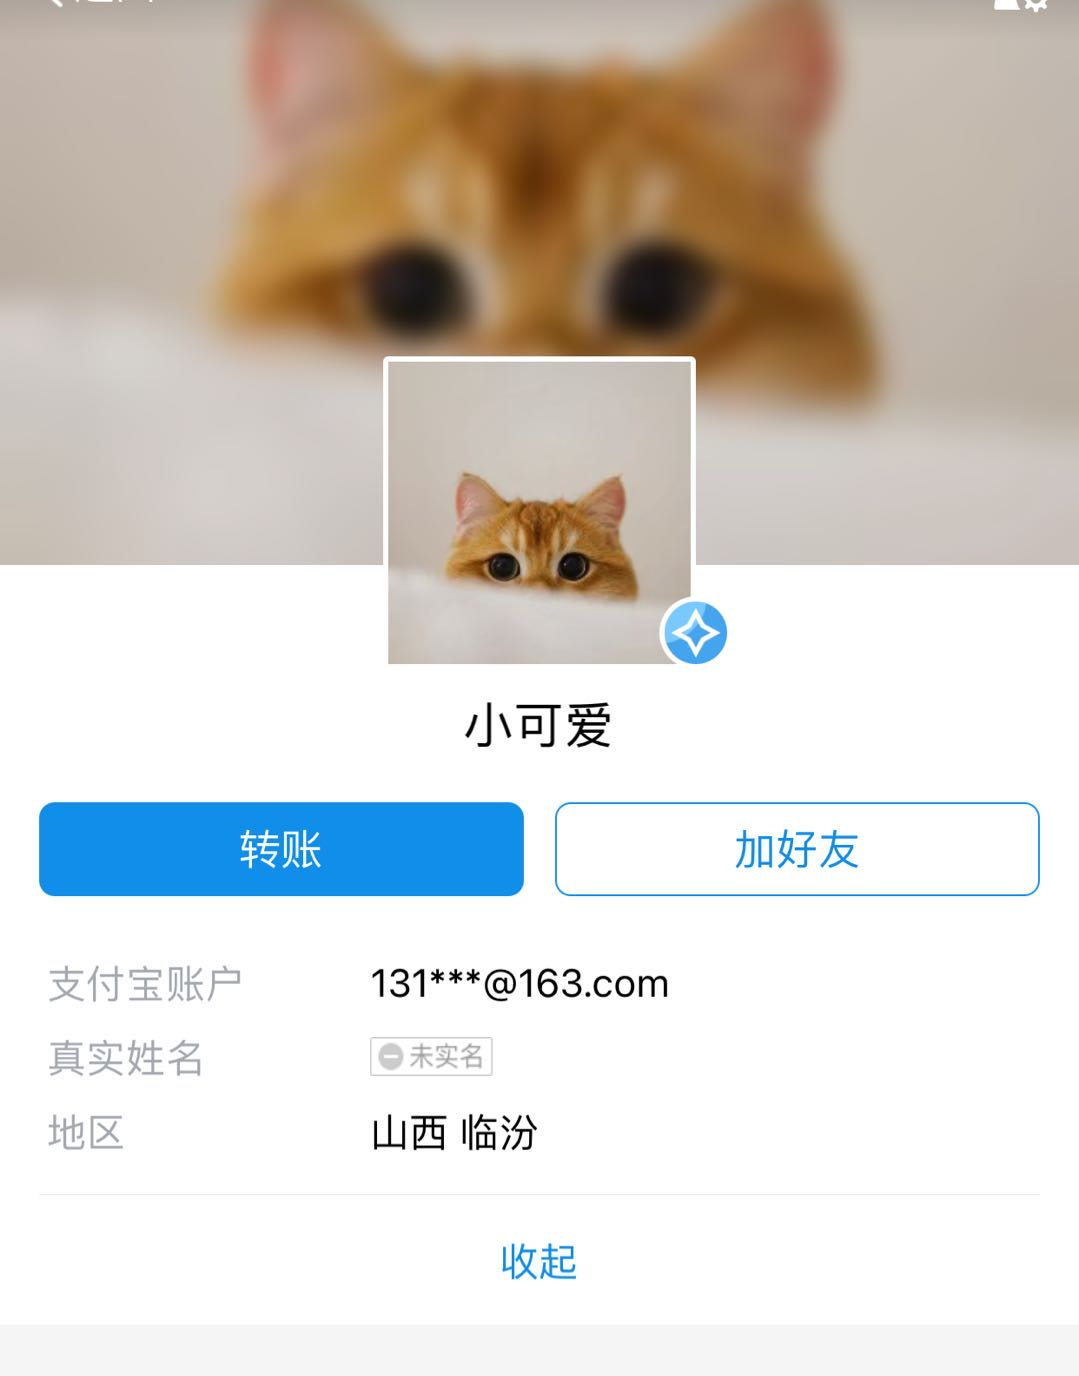 小可爱
转账
加好友
支付宝账户 131***@163.com
真实姓名 未实名
地区 山西 临汾
收起